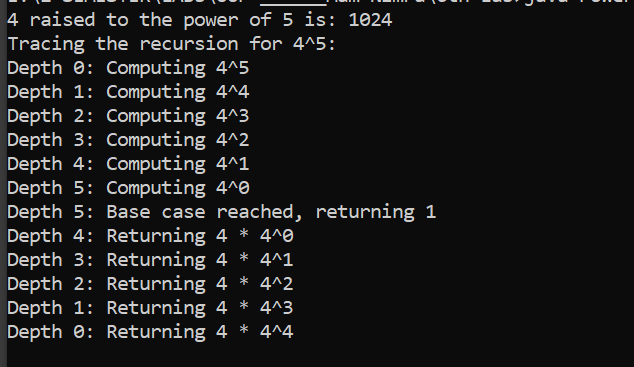 4 raised to the power of 5 is: 1024
Tracing the recursion for 4^5:
Depth 0: Computing 4^5
Depth 1: Computing 4^4
Depth 2: Computing 4^3
Depth 3: Computing 4^2
Depth 4: Computing 4^1
Depth 5: Computing 4^0
Depth 5: Base case reached, returning 1
Depth 4: Returning 4 * 4^0
Depth 3: Returning 4 * 4^1
Depth 2: Returning 4 * 4^2
Depth 1: Returning 4 * 4^3
Depth 0: Returning 4 * 4^4